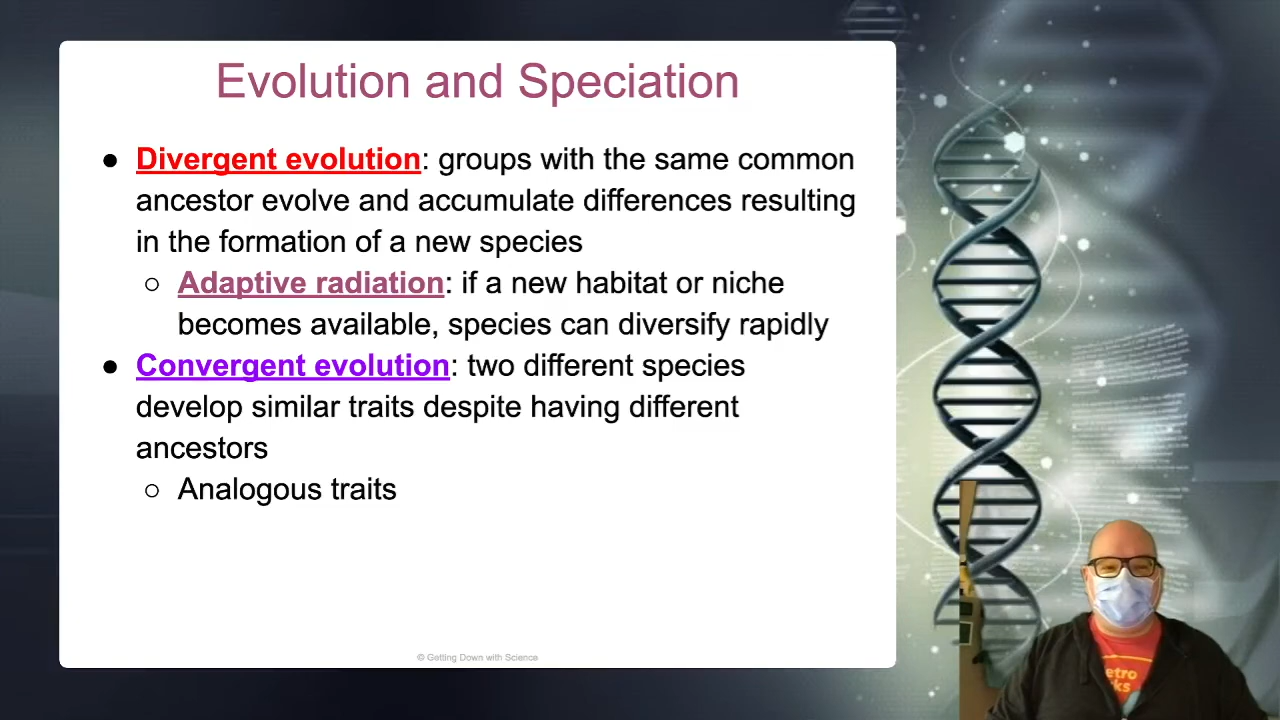 Evolution and Speciation
● Divergent evolution: groups with the same common
ancestor evolve and accumulate differences resulting
in the formation of a new species
○ Adaptive radiation: if a new habitat or niche
becomes available, species can diversify rapidly
● Convergent evolution: two different species
develop similar traits despite having different
ancestors
○ Analogous traits
© Getting Down with Science